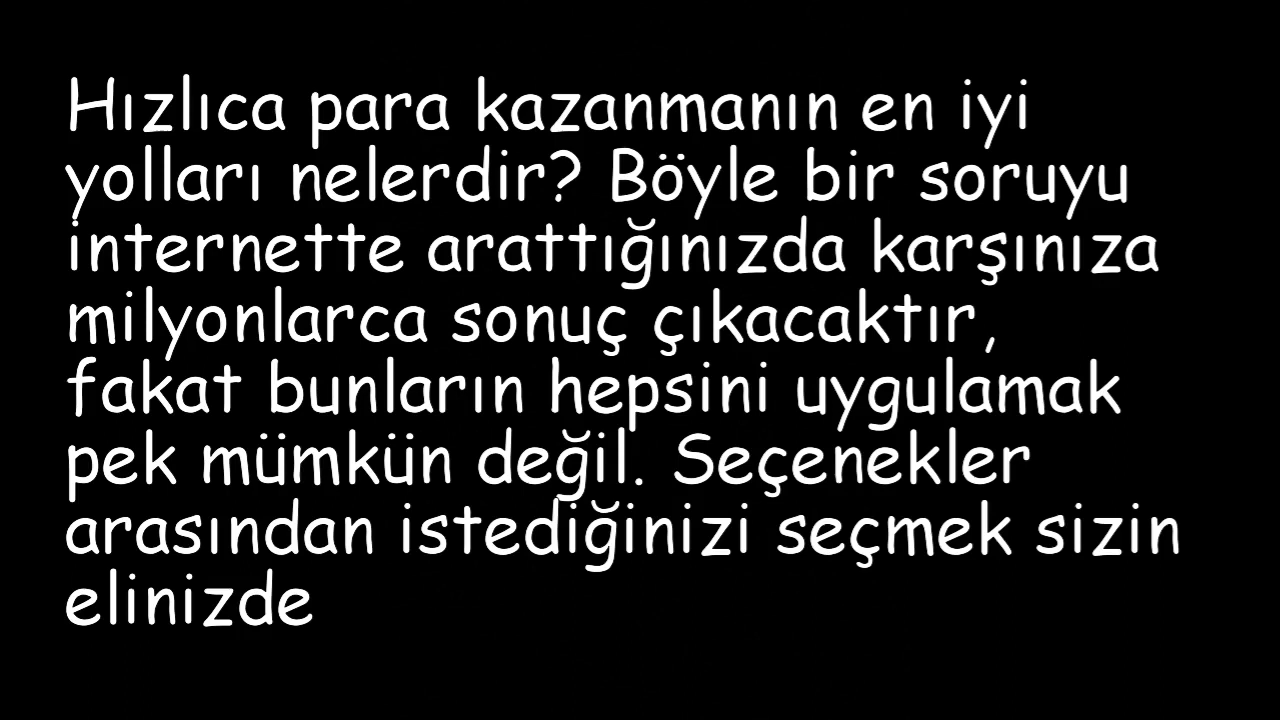 Hızlıca para kazanmanın en iyi
yolları nelerdir? Böyle bir soruyu
internette arattığınızda karşınıza
milyonlarca sonuç çıkacaktır,
fakat bunların hepsini uygulamak
pek mümkün değil. Seçenekler
arasından istediğinizi seçmek sizin
elinizde